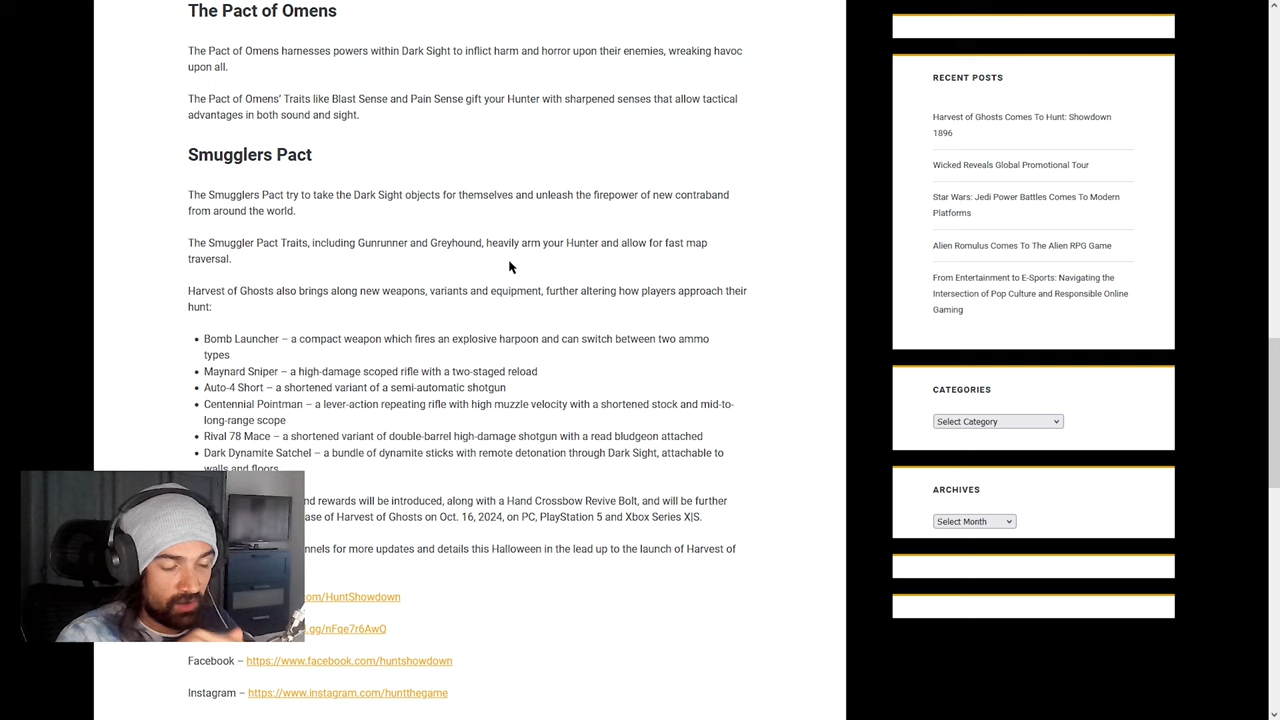 The Pact of Omens
The Pact of Omens harnesses powers within Dark Sight to inflict harm and horror upon their enemies, wreaking havoc
upon all.
The Pact of Omens' Traits like Blast Sense and Pain Sense gift your Hunter with sharpened senses that allow tactical
advantages in both sound and sight.
Smugglers Pact
The Smugglers Pact try to take the Dark Sight objects for themselves and unleash the firepower of new contraband
from around the world.
The Smuggler Pact Traits, including Gunrunner and Greyhound, heavily arm your Hunter and allow for fast map
traversal.
Harvest of Ghosts also brings along new weapons, variants and equipment, further altering how players approach their
hunt:
• Bomb Launcher – a compact weapon which fires an explosive harpoon and can switch between two ammo
types
• Maynard Sniper – a high-damage scoped rifle with a two-staged reload
• Auto-4 Short – a shortened variant of a semi-automatic shotgun
• Centennial Pointman – a lever-action repeating rifle with high muzzle velocity with a shortened stock and mid-to-
long-range scope
• Rival 78 Mace – a shortened variant of double-barrel high-damage shotgun with a read bludgeon attached
• Dark Dynamite Satchel – a bundle of dynamite sticks with remote detonation through Dark Sight, attachable to
walls and floors
rewards will be introduced, along with a Hand Crossbow Revive Bolt, and will be further
of Harvest of Ghosts on Oct. 16, 2024, on PC, PlayStation 5 and Xbox Series X|S.
for more updates and details this Halloween in the lead up to the launch of Harvest of
om/HuntShowdown
.gg/nFqe7r6AwQ
Facebook – https://www.facebook.com/huntshowdown
Instagram – https://www.instagram.com/huntthegame
RECENT POSTS
Harvest of Ghosts Comes To Hunt: Showdown
1896
Wicked Reveals Global Promotional Tour
Star Wars: Jedi Power Battles Comes To Modern
Platforms
Alien Romulus Comes To The Alien RPG Game
From Entertainment to E-Sports: Navigating the
Intersection of Pop Culture and Responsible Online
Gaming
CATEGORIES
Select Category
ARCHIVES
Select Month